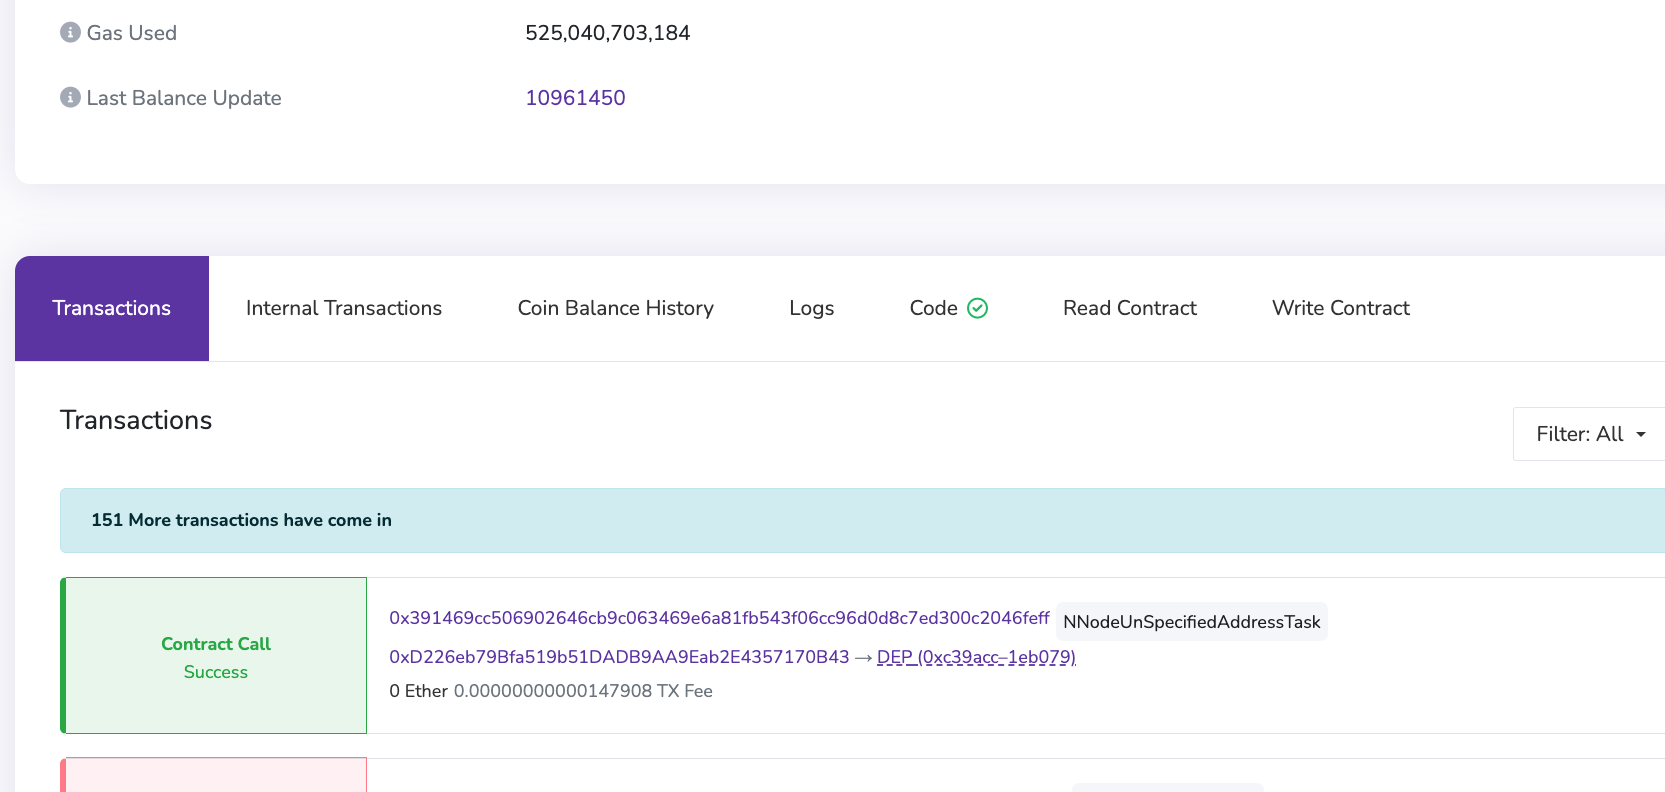 Gas Used 525,040,703,184
Last Balance Update 10961450
Transactions Internal Transactions Coin Balance History Logs Code Read Contract Write Contract
Transactions
Filter: All
151 More transactions have come in
Contract Call
Success
0x391469cc506902646cb9c063469e6a81fb543f06cc96d0d8c7ed300c2046feff NNodeUnSpecifiedAddressTask
0xD226eb79Bfa519b51DADB9AA9Eab2E4357170B43 → DEP (0xc39acc–1eb079)
0 Ether 0.00000000000147908 TX Fee